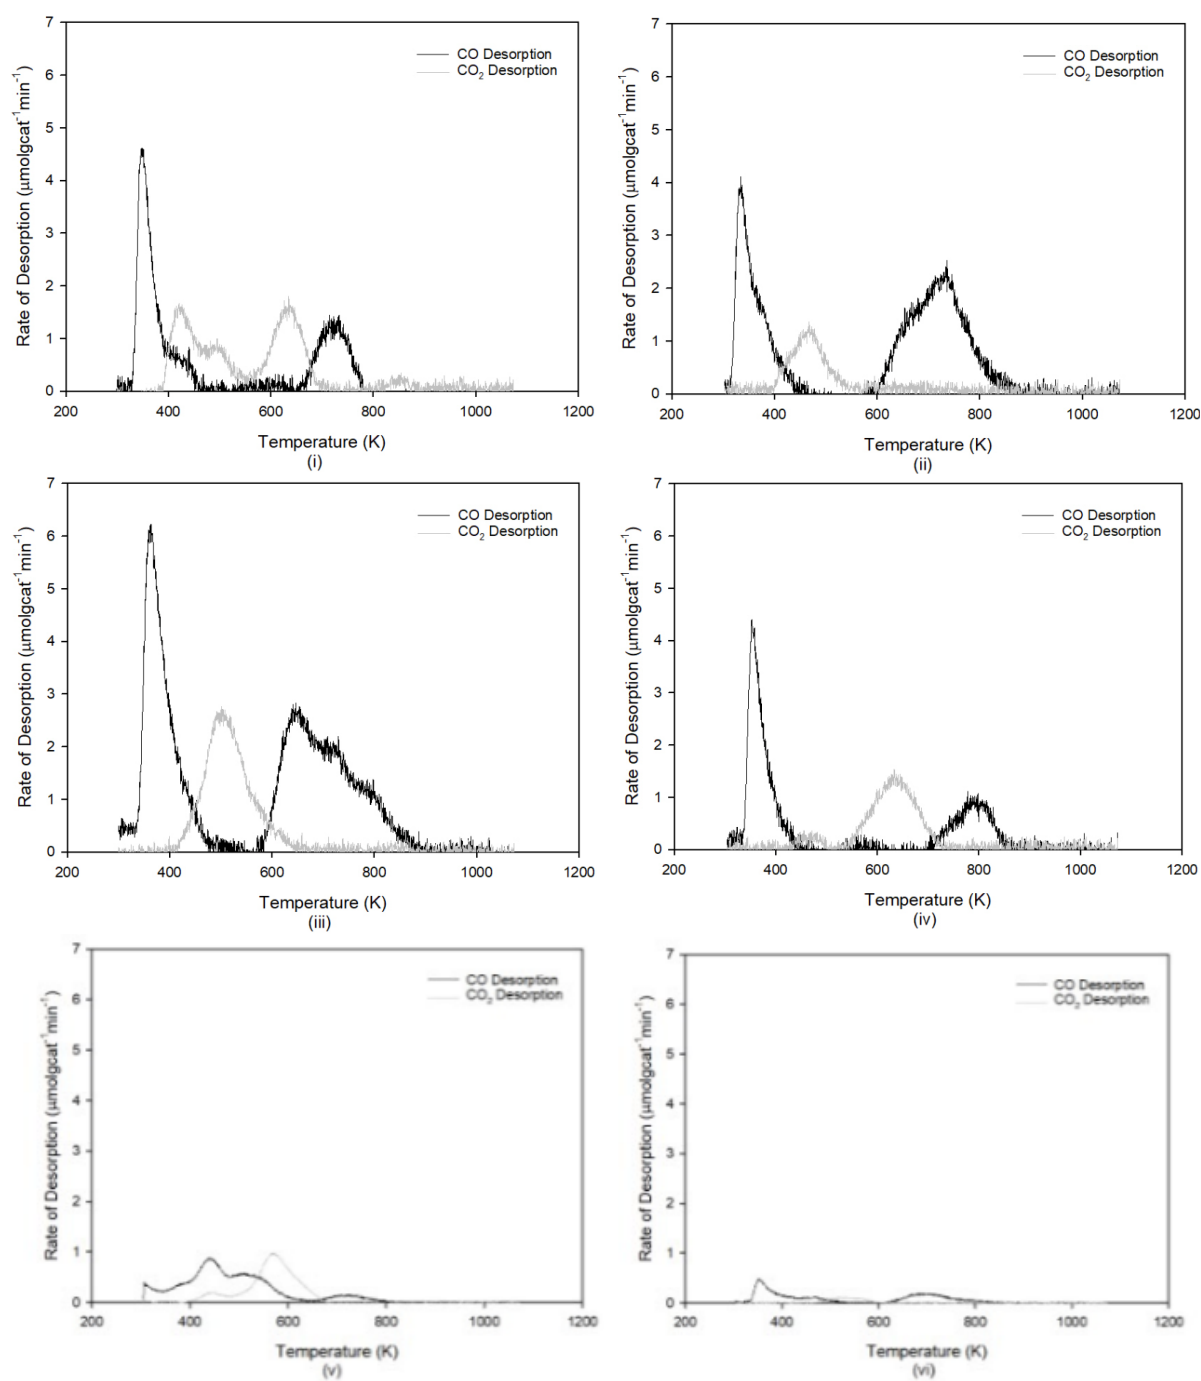 7
6
5
4
3
2
1
0
Rate of Desorption (µmolgcat⁻¹min⁻¹)
CO Desorption
CO₂ Desorption
200 400 600 800 1000 1200
Temperature (K)
(i)
7
6
5
4
3
2
1
0
Rate of Desorption (µmolgcat⁻¹min⁻¹)
CO Desorption
CO₂ Desorption
200 400 600 800 1000 1200
Temperature (K)
(ii)
7
6
5
4
3
2
1
0
Rate of Desorption (µmolgcat⁻¹min⁻¹)
CO Desorption
CO₂ Desorption
200 400 600 800 1000 1200
Temperature (K)
(iii)
7
6
5
4
3
2
1
0
Rate of Desorption (µmolgcat⁻¹min⁻¹)
CO Desorption
CO₂ Desorption
200 400 600 800 1000 1200
Temperature (K)
(iv)
7
6
5
4
3
2
1
0
Rate of Desorption (µmolgcat⁻¹min⁻¹)
CO Desorption
CO₂ Desorption
200 400 600 800 1000 1200
Temperature (K)
(v)
7
6
5
4
3
2
1
0
Rate of Desorption (µmolgcat⁻¹min⁻¹)
CO Desorption
CO₂ Desorption
200 400 600 800 1000 1200
Temperature (K)
(vi)